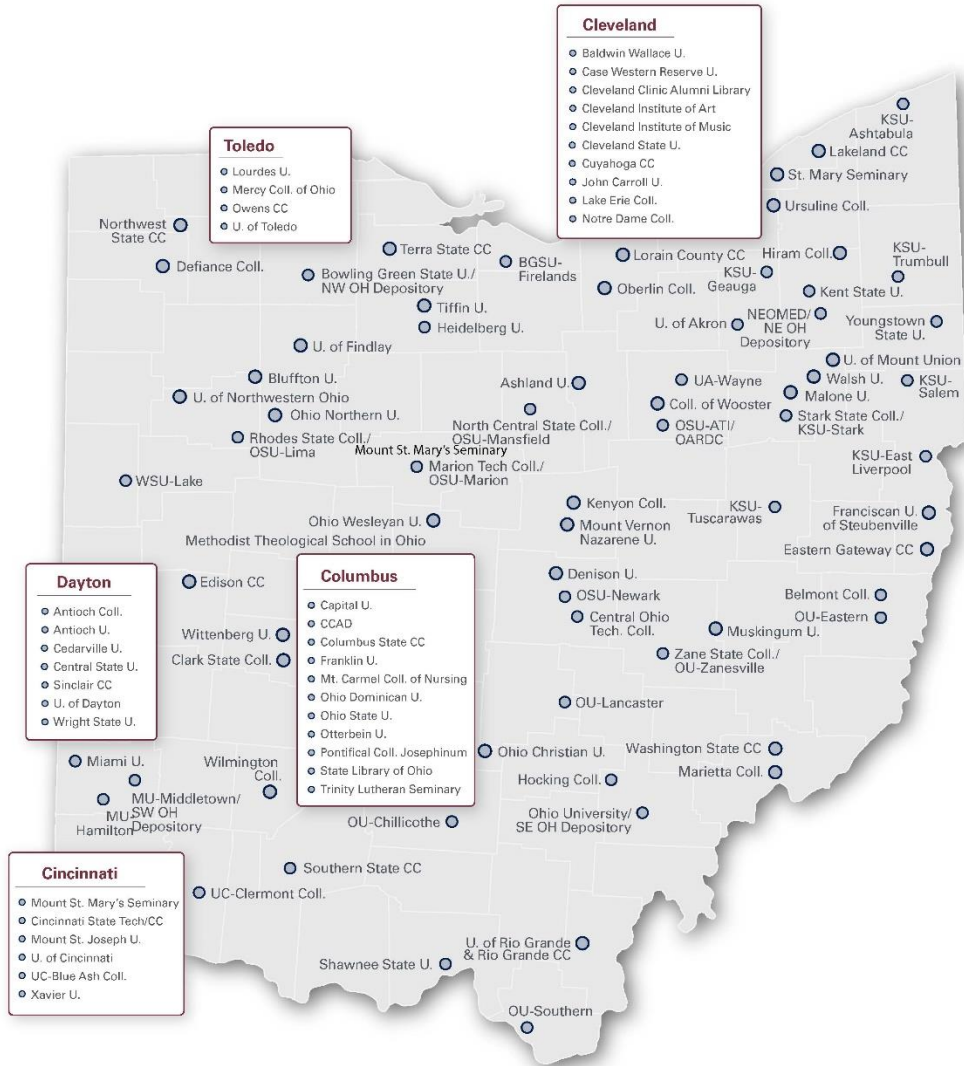 Cleveland
Baldwin Wallace U.
Case Western Reserve U.
Cleveland Clinic Alumni Library
Cleveland Institute of Art
Cleveland Institute of Music
Cleveland State U.
Cuyahoga CC
John Carroll U.
Lake Erie Coll.
Notre Dame Coll.
Toledo
Lourdes U.
Mercy Coll. of Ohio
Owens CC
U. of Toledo
KSU-
Ashtabula
Lakeland CC
St. Mary Seminary
Ursuline Coll.
Northwest
State CC
Defiance Coll.
Terra State CC
Bowling Green State U./
NW OH Depository
BGSU-
Firelands
Lorain County CC
Oberlin Coll.
Hiram Coll.
KSU-
Geauga
KSU-
Trumbull
Kent State U.
Tiffin U.
Heidelberg U.
U. of Akron
NEOMED/
NE OH
Depository
Youngstown
State U.
U. of Findlay
U. of Mount Union
Bluffton U.
Ashland U.
UA-Wayne
Walsh U.
KSU-
Salem
U. of Northwestern Ohio
Malone U.
Coll. of Wooster
Ohio Northern U.
North Central State Coll./
OSU-Mansfield
OSU-ATI/
OARDC
Stark State Coll./
KSU-Stark
Rhodes State Coll./
OSU-Lima
Mount St. Mary's Seminary
Marion Tech Coll./
OSU-Marion
KSU-East
Liverpool
WSU-Lake
Kenyon Coll.
KSU-
Tuscarawas
Franciscan U.
of Steubenville
Ohio Wesleyan U.
Methodist Theological School in Ohio
Mount Vernon
Nazarene U.
Eastern Gateway CC
Dayton
Antioch Coll.
Antioch U.
Cedarville U.
Central State U.
Sinclair CC
U. of Dayton
Wright State U.
Edison CC
Wittenberg U.
Clark State Coll.
Columbus
Capital U.
CCAD
Columbus State CC
Franklin U.
Mt. Carmel Coll. of Nursing
Ohio Dominican U.
Ohio State U.
Otterbein U.
Pontifical Coll. Josephinum
State Library of Ohio
Trinity Lutheran Seminary
Denison U.
OSU-Newark
Central Ohio
Tech. Coll.
Belmont Coll.
OU-Eastern
Muskingum U.
Zane State Coll./
OU-Zanesville
OU-Lancaster
Miami U.
Wilmington
Coll.
Ohio Christian U.
Washington State CC
Marietta Coll.
Hocking Coll.
MU-Middletown/
SW OH
Depository
MU-
Hamilton
OU-Chillicothe
Ohio University/
SE OH Depository
Cincinnati
Mount St. Mary's Seminary
Cincinnati State Tech/CC
Mount St. Joseph U.
U. of Cincinnati
UC-Blue Ash Coll.
Xavier U.
Southern State CC
UC-Clermont Coll.
U. of Rio Grande
& Rio Grande CC
Shawnee State U.
OU-Southern